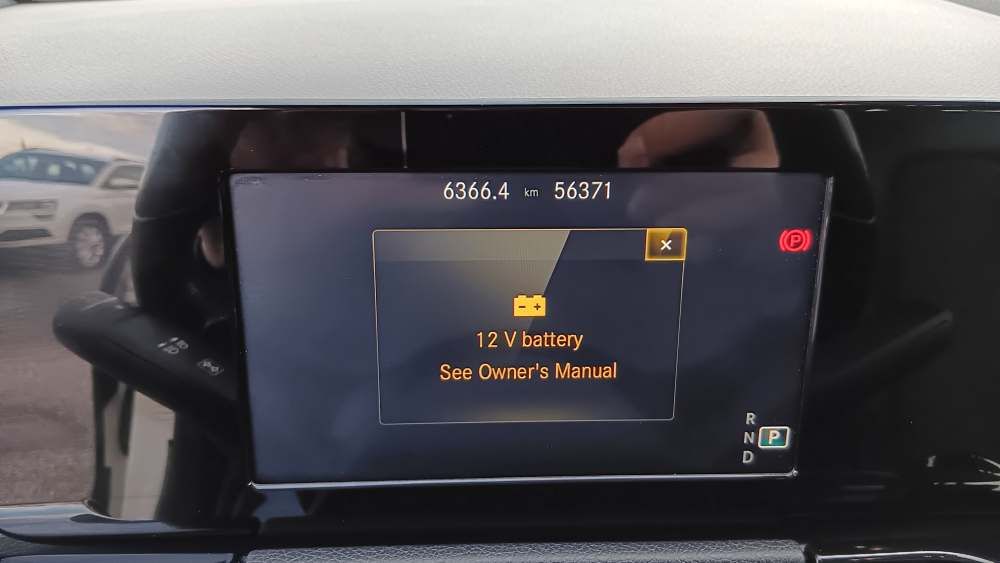 6366.4 km 56371
12 V battery
See Owner's Manual
P
R
N P
D